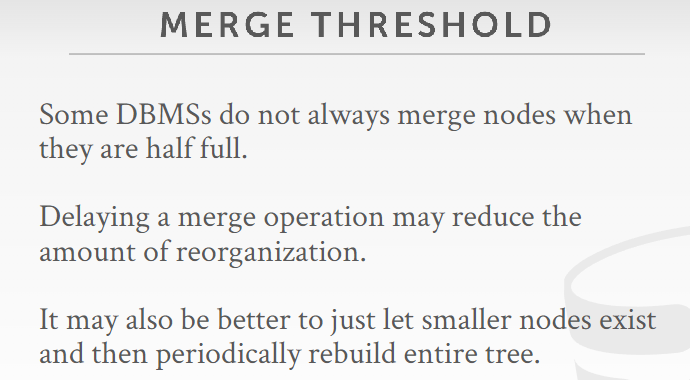 MERGE THRESHOLD
Some DBMSs do not always merge nodes when
they are half full.
Delaying a merge operation may reduce the
amount of reorganization.
It may also be better to just let smaller nodes exist
and then periodically rebuild entire tree.